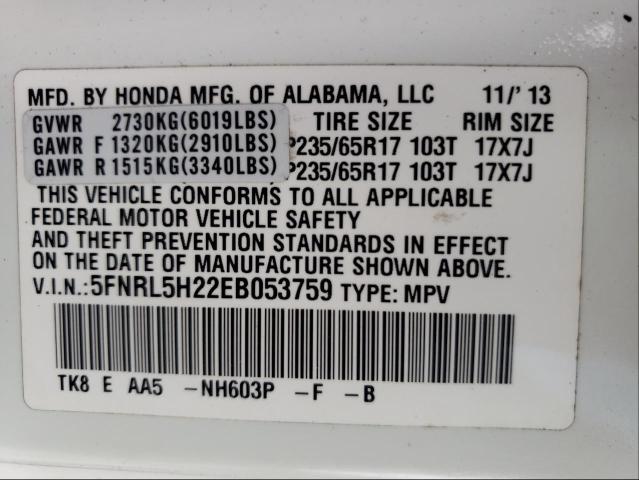 MFD. BY HONDA MFG. OF ALABAMA, LLC 11/'13
GVWR 2730KG(6019LBS) TIRE SIZE RIM SIZE
GAWR F 1320KG(2910LBS) P235/65R17 103T 17X7J
GAWR R 1515KG(3340LBS) P235/65R17 103T 17X7J
THIS VEHICLE CONFORMS TO ALL APPLICABLE
FEDERAL MOTOR VEHICLE SAFETY
AND THEFT PREVENTION STANDARDS IN EFFECT
ON THE DATE OF MANUFACTURE SHOWN ABOVE.
V.I.N.:5FNRL5H22EB053759 TYPE: MPV
TK8 E AA5 -NH603P -F -B